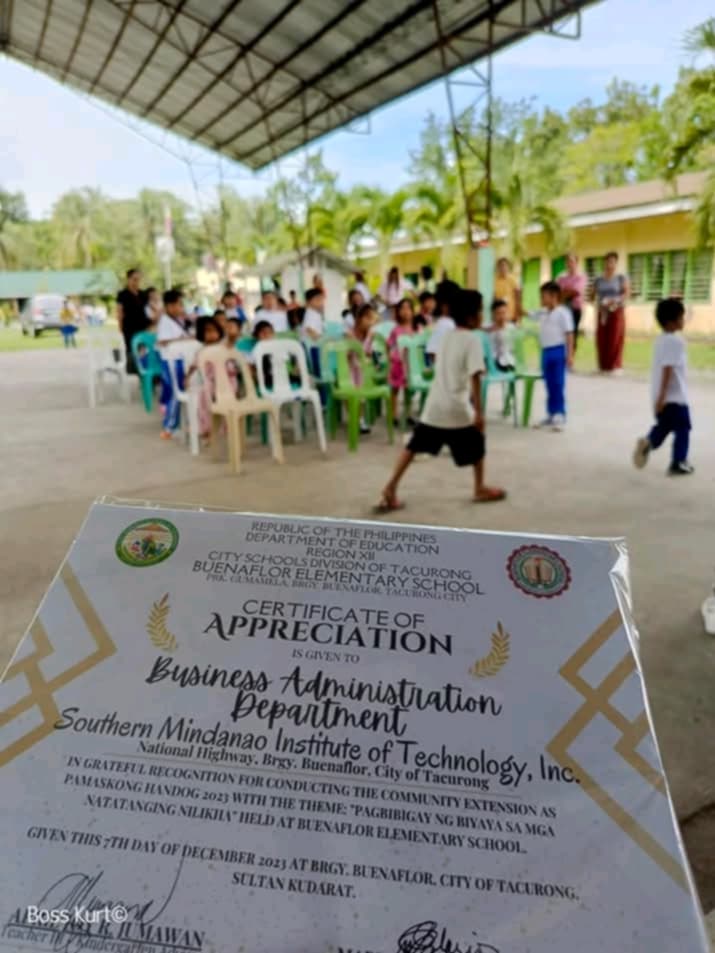 REPUBLIC OF THE PHILIPPINES
DEPARTMENT OF EDUCATION
REGION XII
CITY SCHOOLS DIVISION OF TACURONG
BUENAFLOR ELEMENTARY SCHOOL
PRK. GUMAMELA, BRGY. BUENAFLOR, TACURONG CITY
CERTIFICATE OF
APPRECIATION
IS GIVEN TO
Business Administration
Department
Southern Mindanao Institute of Technology, Inc.
National Highway, Brgy. Buenaflor, City of Tacurong
IN GRATEFUL RECOGNITION FOR CONDUCTING THE COMMUNITY EXTENSION AS
PAMASKONG HANDOG 2023 WITH THE THEME: "PAGBIBIGAY NG BIYAYA SA MGA
NATATANGING NILIKHA" HELD AT BUENAFLOR ELEMENTARY SCHOOL.
GIVEN THIS 7TH DAY OF DECEMBER 2023 AT BRGY. BUENAFLOR, CITY OF TACURONG,
SULTAN KUDARAT.
Boss Kurt©